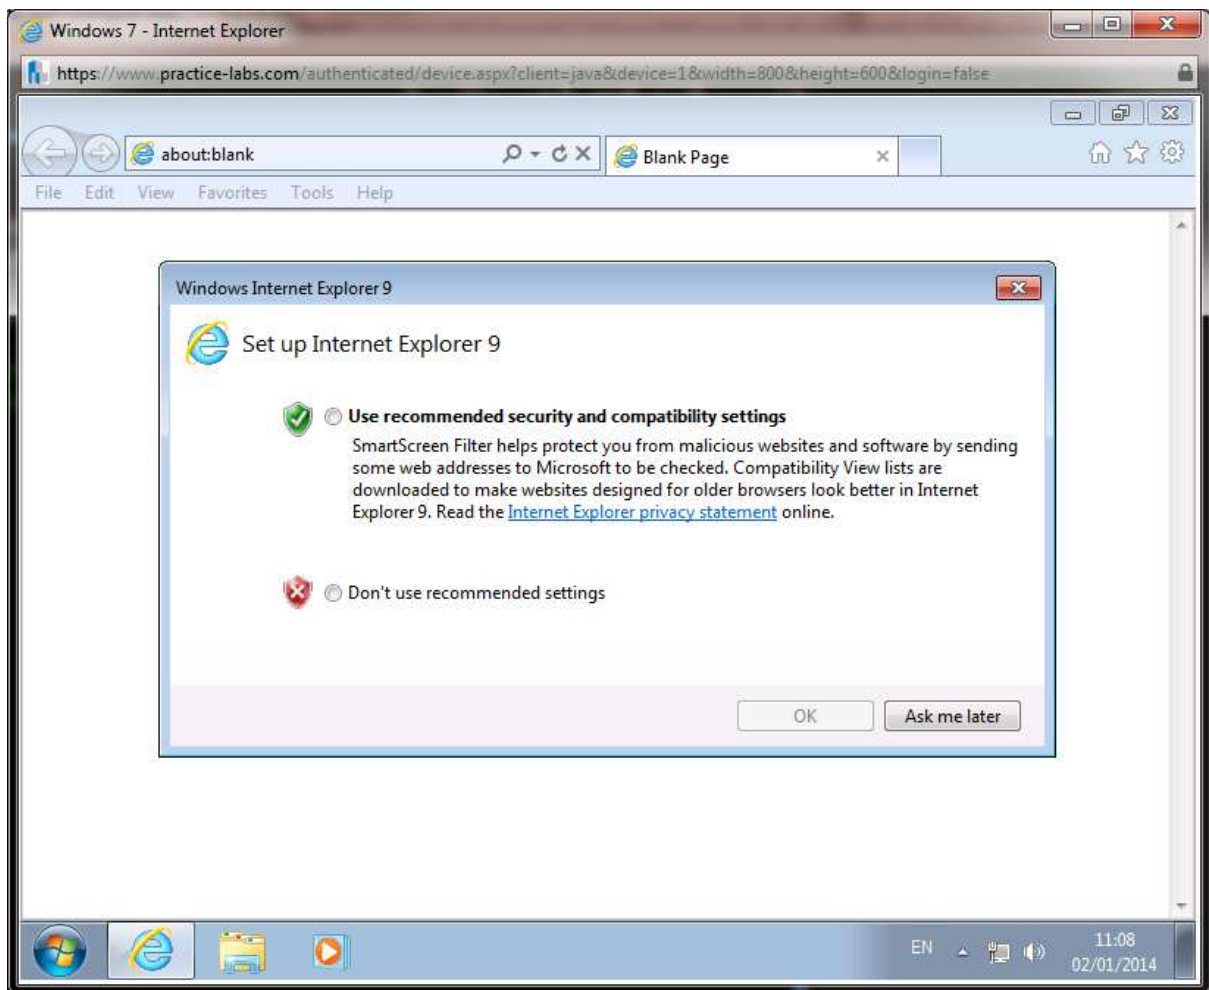 Windows 7 - Internet Explorer
https://www.practice-labs.com/authenticated/device.aspx?client=java&device=1&width=800&height=600&login=false
about:blank
Blank Page
File Edit View Favorites Tools Help
Windows Internet Explorer 9
Set up Internet Explorer 9
Use recommended security and compatibility settings
SmartScreen Filter helps protect you from malicious websites and software by sending
some web addresses to Microsoft to be checked. Compatibility View lists are
downloaded to make websites designed for older browsers look better in Internet
Explorer 9. Read the Internet Explorer privacy statement online.
Don't use recommended settings
OK Ask me later
EN
11:08
02/01/2014